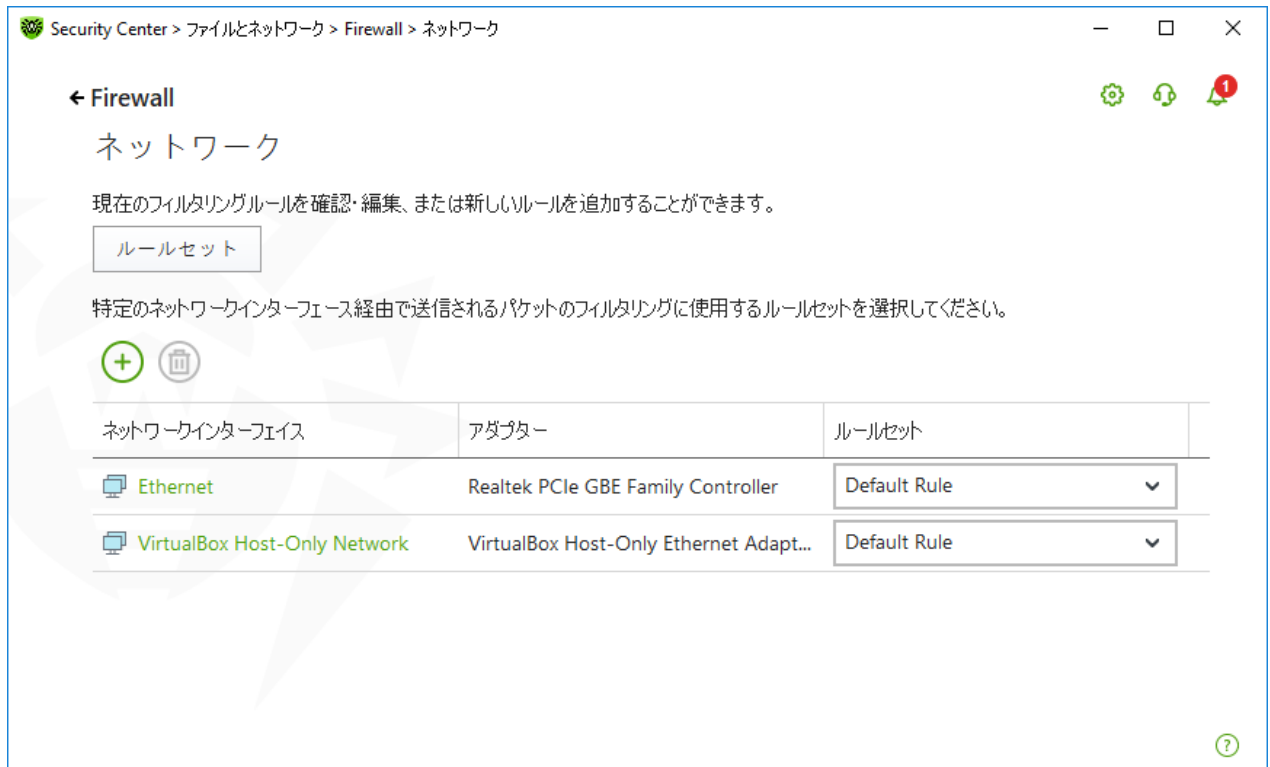 Security Center > ファイルとネットワーク > Firewall > ネットワーク
Firewall
1
ネットワーク
現在のフィルタリングルールを確認・編集、または新しいルールを追加することができます。
ルールセット
特定のネットワークインターフェース経由で送信されるパケットのフィルタリングに使用するルールセットを選択してください。
ネットワークインターフェイス アダプター ルールセット
Ethernet Realtek PCIe GBE Family Controller Default Rule
VirtualBox Host-Only Network VirtualBox Host-Only Ethernet Adapt... Default Rule
?